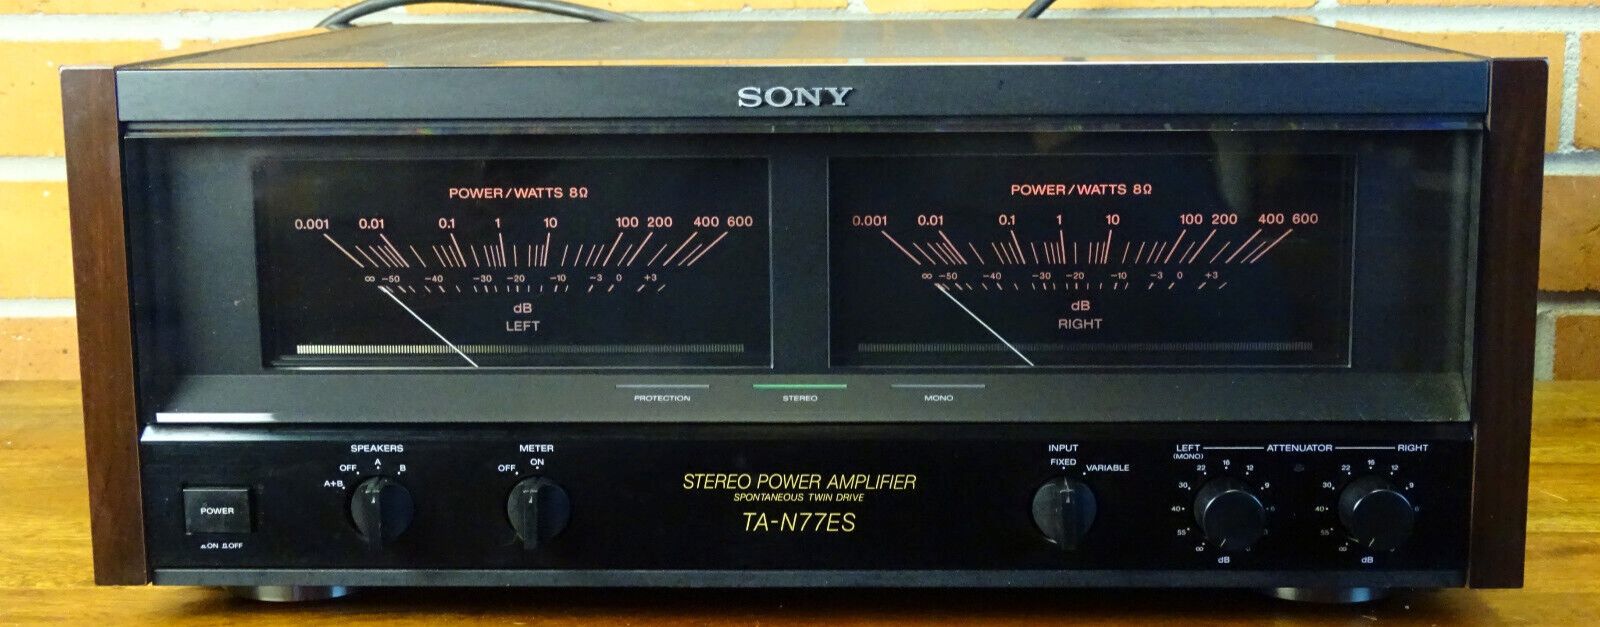 SONY
POWER/WATTS 8Ω
0.001 0.01 0.1 1 10 100 200 400 600
∞ -50 -40 -30 -20 -10 -3 0 +3
dB
LEFT
POWER/WATTS 8Ω
0.001 0.01 0.1 1 10 100 200 400 600
∞ -50 -40 -30 -20 -10 -3 0 +3
dB
RIGHT
PROTECTION STEREO MONO
SPEAKERS
OFF A B
A+B
METER
OFF ON
POWER
ON OFF
STEREO POWER AMPLIFIER
SPONTANEOUS TWIN DRIVE
TA-N77ES
INPUT
FIXED
VARIABLE
LEFT ATTENUATOR RIGHT
(MONO)
22 16 12
30 9
40 6
55 3
∞ 0
dB
22 16 12
30 9
40 6
55
∞
dB